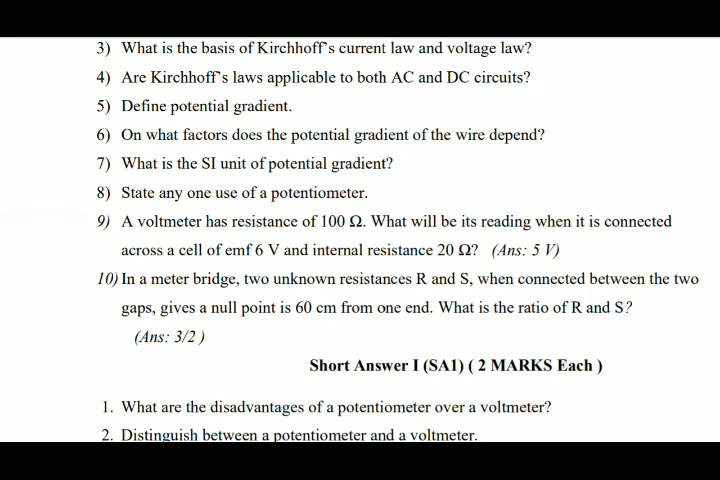 3) What is the basis of Kirchhoff's current law and voltage law?
4) Are Kirchhoff's laws applicable to both AC and DC circuits?
5) Define potential gradient.
6) On what factors does the potential gradient of the wire depend?
7) What is the SI unit of potential gradient?
8) State any one use of a potentiometer.
9) A voltmeter has resistance of 100 Ω. What will be its reading when it is connected
across a cell of emf 6 V and internal resistance 20 Ω? (Ans: 5 V)
10) In a meter bridge, two unknown resistances R and S, when connected between the two
gaps, gives a null point is 60 cm from one end. What is the ratio of R and S?
(Ans: 3/2 )
Short Answer I (SA1) ( 2 MARKS Each )
1. What are the disadvantages of a potentiometer over a voltmeter?
2. Distinguish between a potentiometer and a voltmeter.